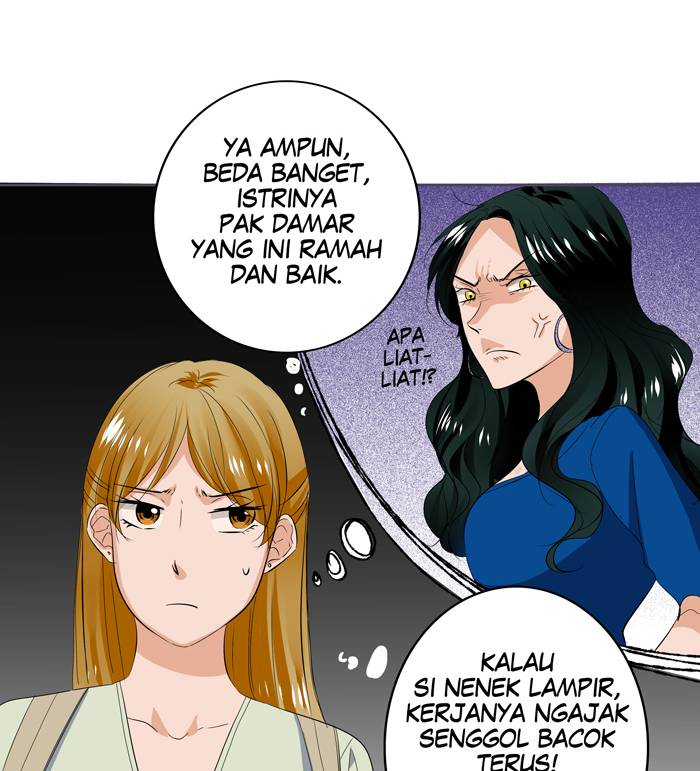 YA AMPUN,
BEDA BANGET,
ISTRINYA
PAK DAMAR
YANG INI RAMAH
DAN BAIK.
APA
LIAT-
LIAT!?
KALAU
SI NENEK LAMPIR,
KERJANYA NGAJAK
SENGGOL BACOK
TERUS!